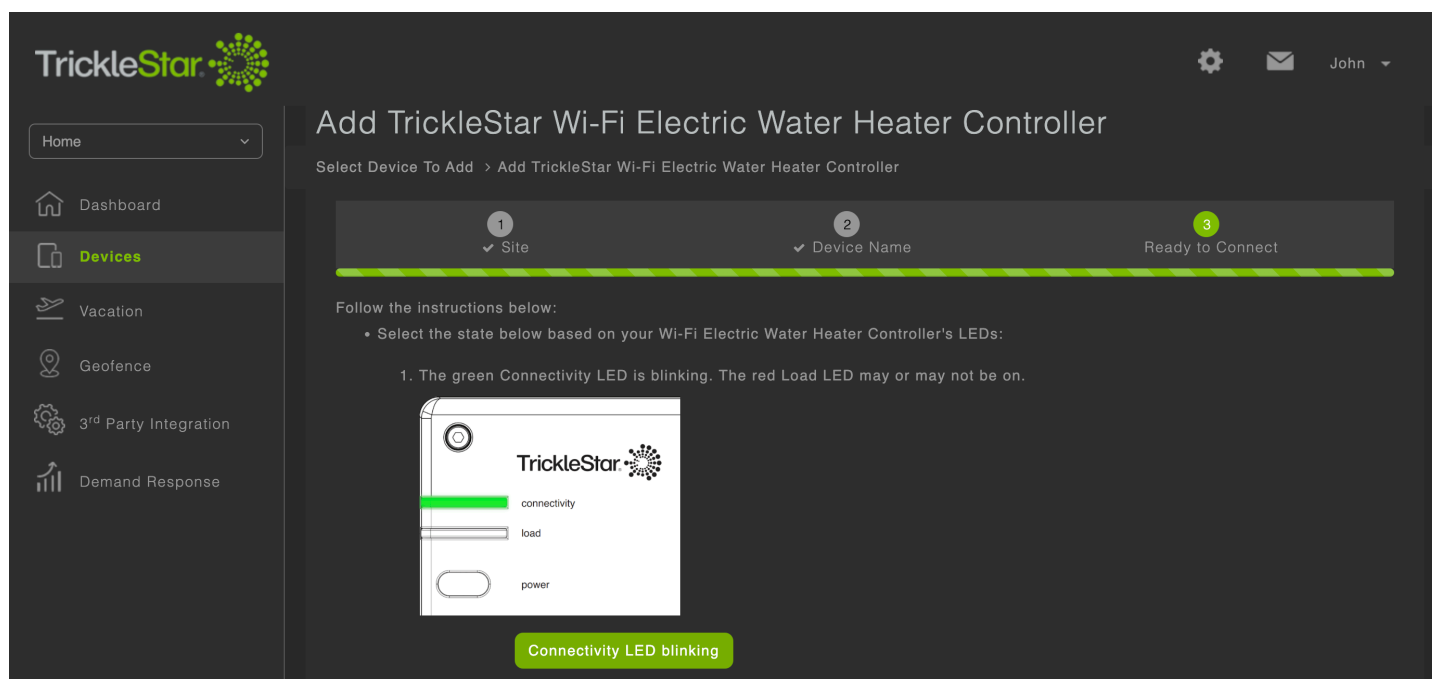 TrickleStar
John
Home
Dashboard
Devices
Vacation
Geofence
3rd Party Integration
Demand Response
Add TrickleStar Wi-Fi Electric Water Heater Controller
Select Device To Add > Add TrickleStar Wi-Fi Electric Water Heater Controller
1
✔ Site
2
✔ Device Name
3
Ready to Connect
Follow the instructions below:
• Select the state below based on your Wi-Fi Electric Water Heater Controller's LEDs:
1. The green Connectivity LED is blinking. The red Load LED may or may not be on.
TrickleStar
connectivity
load
power
Connectivity LED blinking